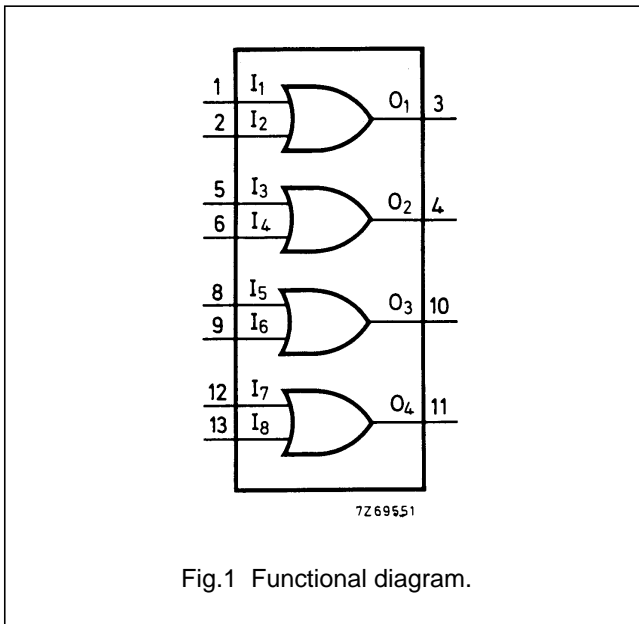 1 I1 O1 3
2 I2
5 I3 O2 4
6 I4
8 I5 O3 10
9 I6
12 I7 O4 11
13 I8
7Z69551
Fig.1 Functional diagram.